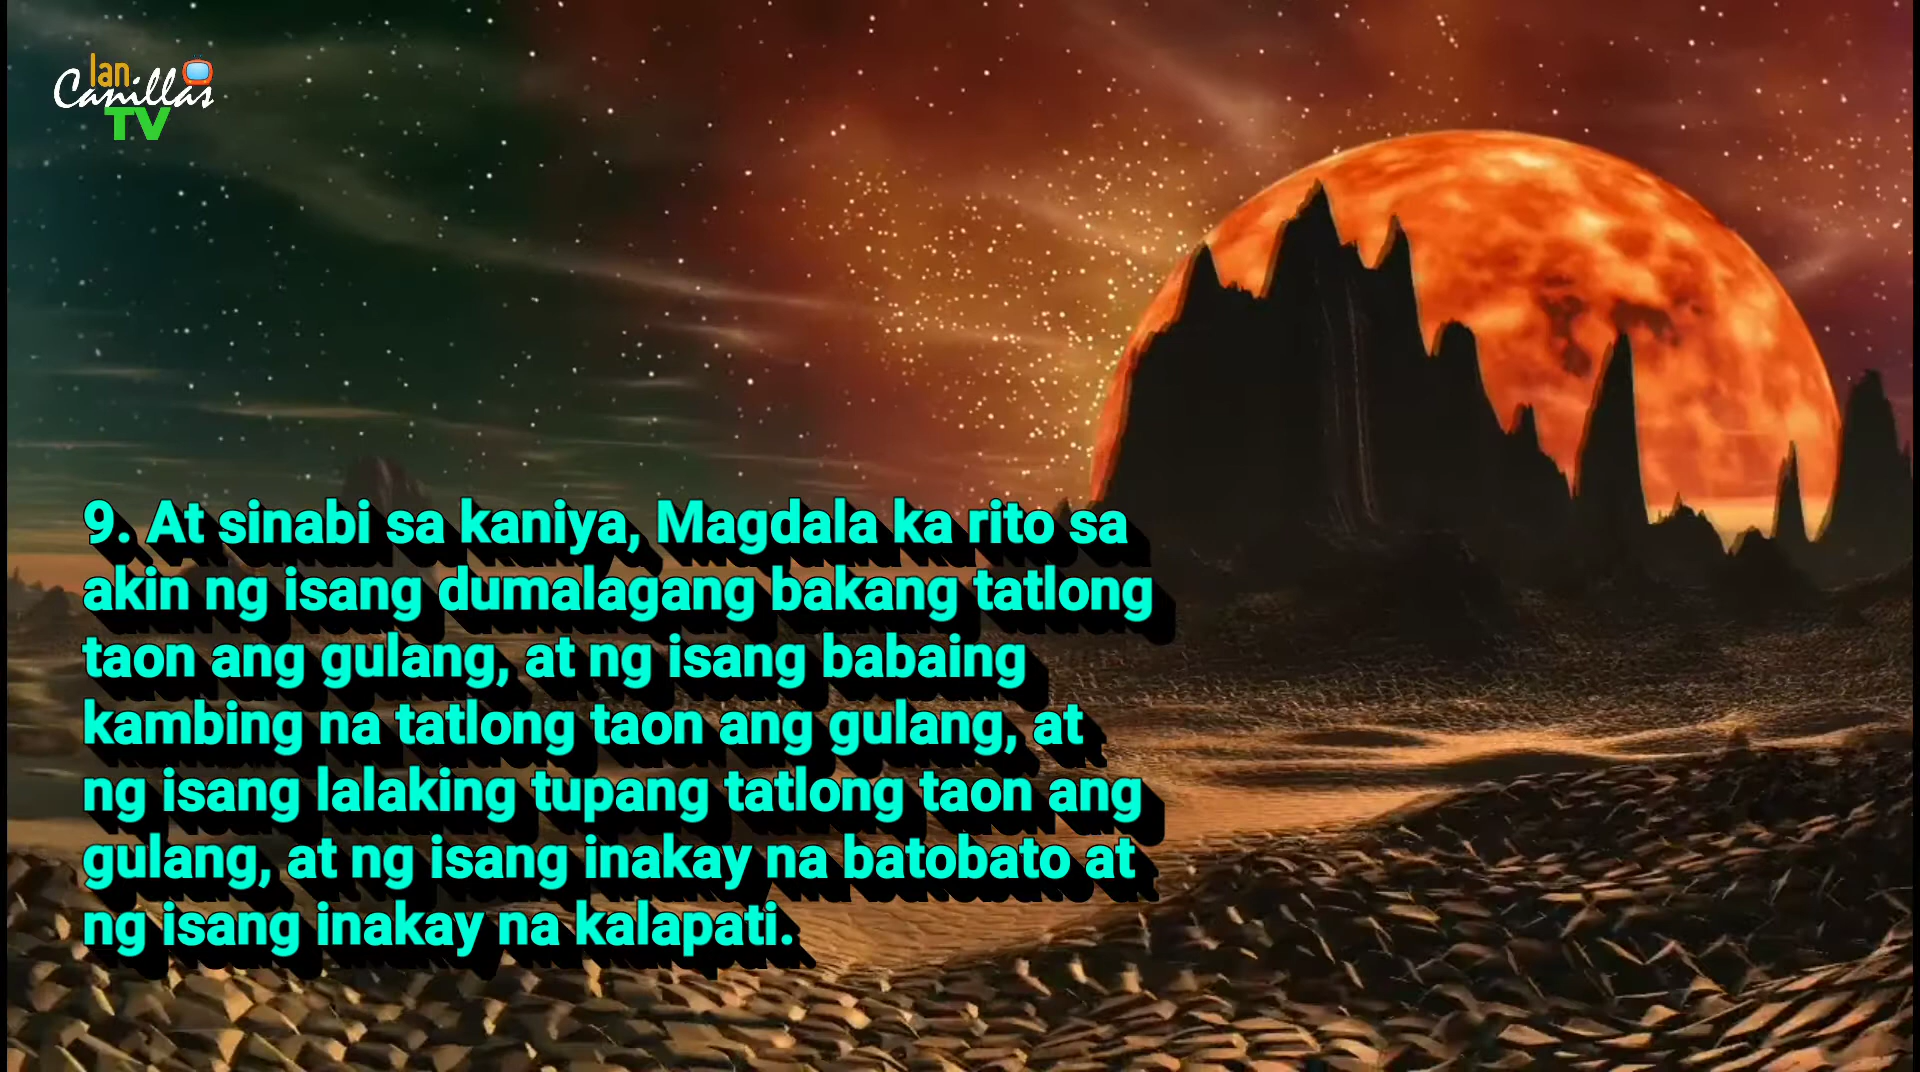 Ian
Canillas
TV
9. At sinabi sa kaniya, Magdala ka rito sa
akin ng isang dumalagang bakang tatlong
taon ang gulang, at ng isang babaing
kambing na tatlong taon ang gulang, at
ng isang lalaking tupang tatlong taon ang
gulang, at ng isang inakay na batobato at
ng isang inakay na kalapati.